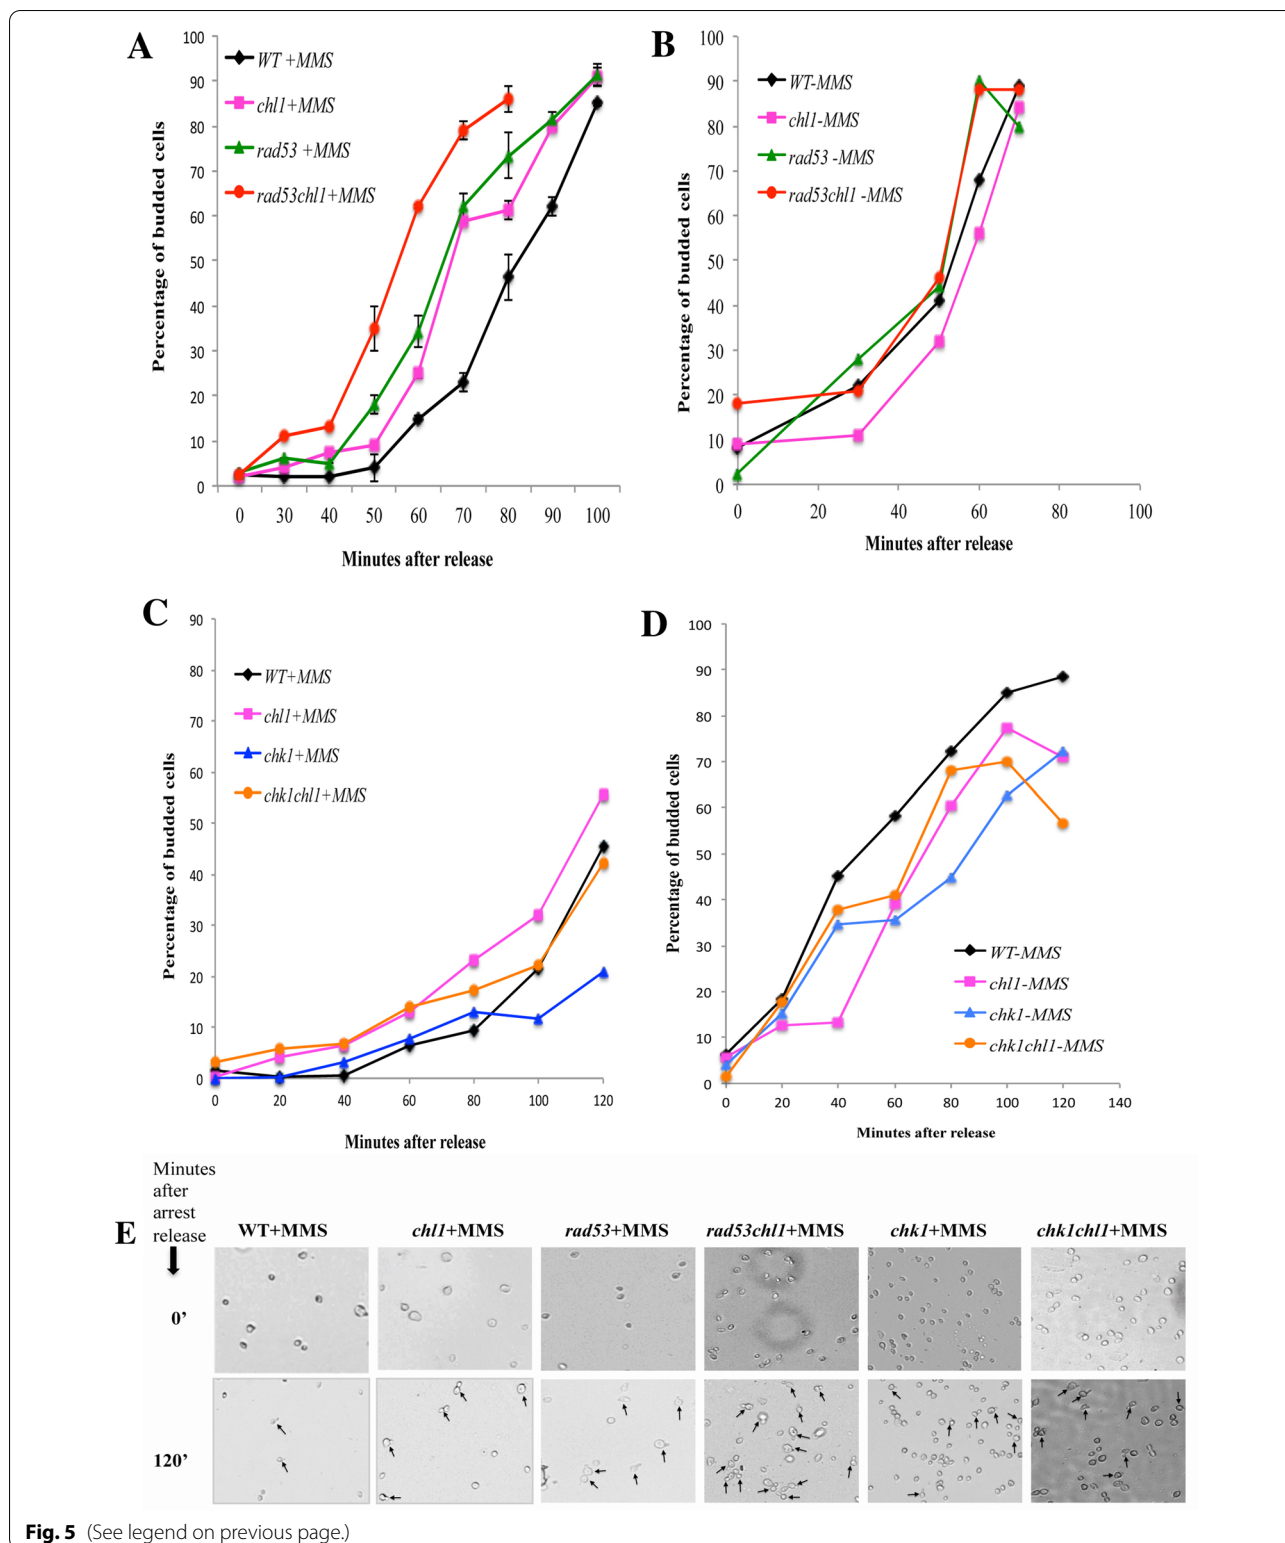 A
100
90
80
70
60
50
40
30
20
10
0
Percentage of budded cells
WT +MMS
chl1+MMS
rad53 +MMS
rad53chl1+MMS
0 30 40 50 60 70 80 90 100
Minutes after release
B
100
90
80
70
60
50
40
30
20
10
0
Percentage of budded cells
WT-MMS
chl1-MMS
rad53 -MMS
rad53chl1 -MMS
0 20 40 60 80 100
Minutes after release
C
90
80
70
60
50
40
30
20
10
0
Percentage of budded cells
WT+MMS
chl1+MMS
chk1+MMS
chk1chl1+MMS
0 20 40 60 80 100 120
Minutes after release
D
100
90
80
70
60
50
40
30
20
10
0
Percentage of budded cells
WT-MMS
chl1-MMS
chk1-MMS
chk1chl1-MMS
0 20 40 60 80 100 120 140
Minutes after release
E
Minutes
after
arrest
release
WT+MMS chl1+MMS rad53+MMS rad53chl1+MMS chk1+MMS chk1chl1+MMS
0’
120’
Fig. 5 (See legend on previous page.)